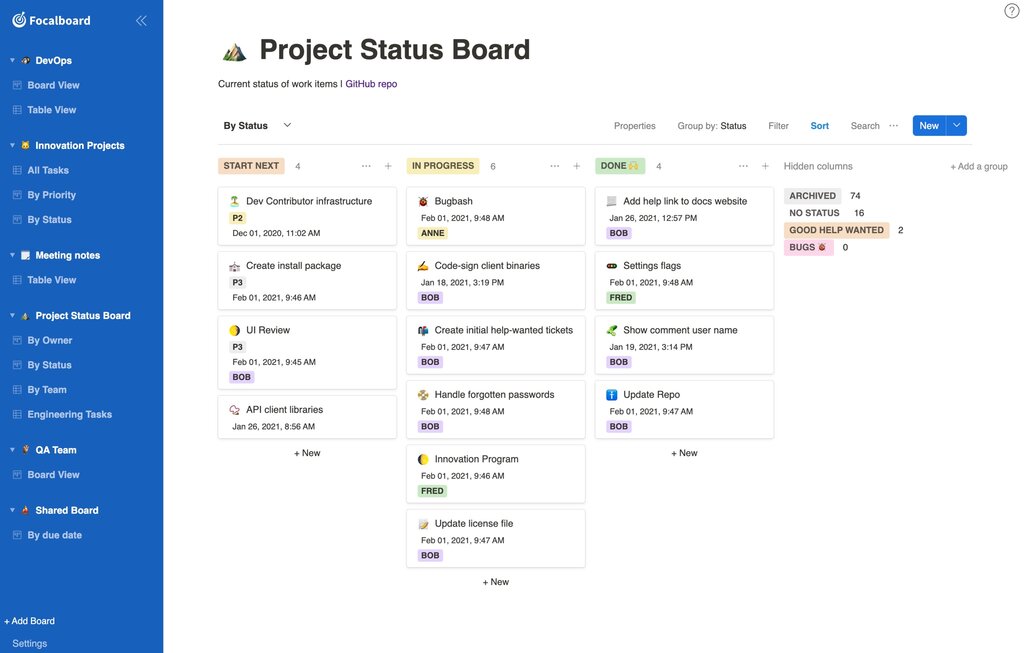 Focalboard
DevOps
Board View
Table View
Innovation Projects
All Tasks
By Priority
By Status
Meeting notes
Table View
Project Status Board
By Owner
By Status
By Team
Engineering Tasks
QA Team
Board View
Shared Board
By due date
+ Add Board
Settings
?
Project Status Board
Current status of work items | GitHub repo
By Status
Properties Group by: Status Filter Sort Search ··· New
START NEXT 4 ··· +
Dev Contributor infrastructure
P2
Dec 01, 2020, 11:02 AM
Create install package
P3
Feb 01, 2021, 9:46 AM
UI Review
P3
Feb 01, 2021, 9:45 AM
BOB
API client libraries
Jan 26, 2021, 8:56 AM
+ New
IN PROGRESS 6 ··· +
Bugbash
Feb 01, 2021, 9:48 AM
ANNE
Code-sign client binaries
Jan 18, 2021, 3:19 PM
BOB
Create initial help-wanted tickets
Feb 01, 2021, 9:47 AM
BOB
Handle forgotten passwords
Feb 01, 2021, 9:48 AM
BOB
Innovation Program
Feb 01, 2021, 9:46 AM
FRED
Update license file
Feb 01, 2021, 9:47 AM
BOB
+ New
DONE 4 ··· +
Add help link to docs website
Jan 26, 2021, 12:57 PM
BOB
Settings flags
Feb 01, 2021, 9:48 AM
FRED
Show comment user name
Jan 19, 2021, 3:14 PM
BOB
Update Repo
Feb 01, 2021, 9:47 AM
BOB
+ New
Hidden columns + Add a group
ARCHIVED 74
NO STATUS 16
GOOD HELP WANTED 2
BUGS 0